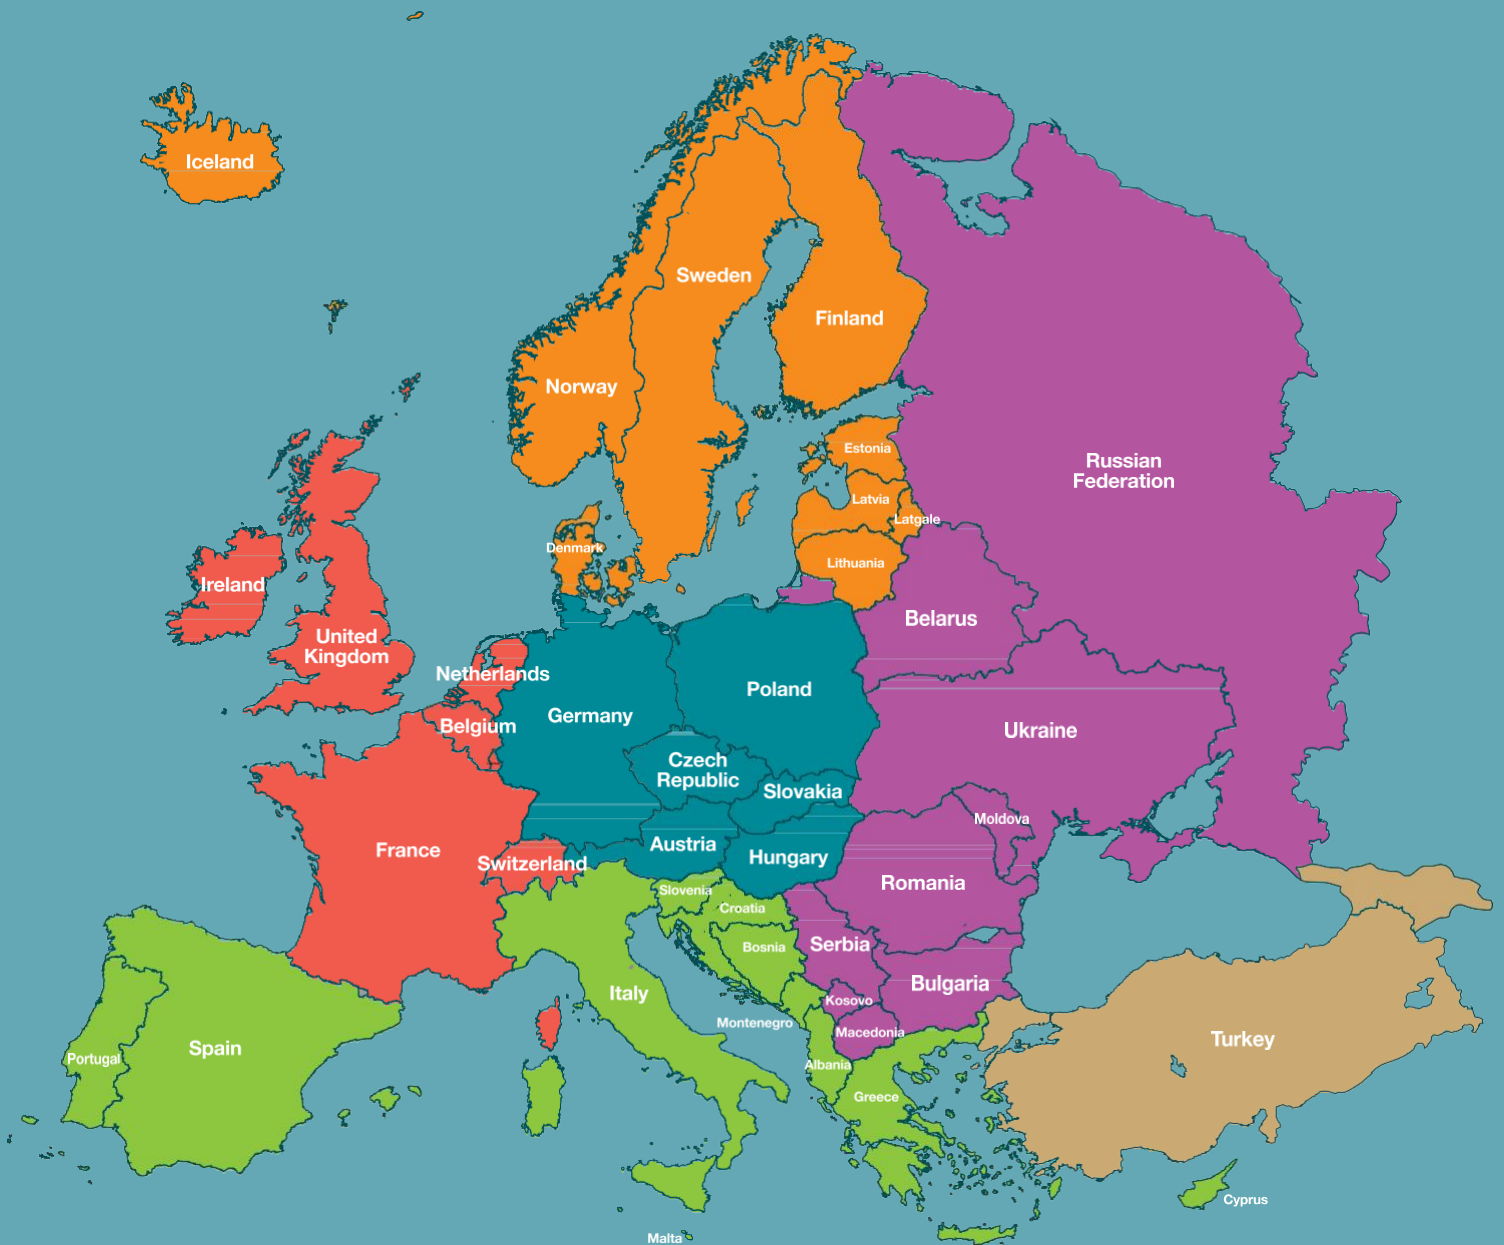 Iceland
Sweden
Finland
Norway
Estonia
Russian
Federation
Latvia
Latgale
Denmark
Lithuania
Ireland
Belarus
United
Kingdom
Netherlands
Poland
Germany
Belgium
Ukraine
Czech
Republic
Slovakia
Moldova
Austria
France
Hungary
Switzerland
Romania
Slovenia
Croatia
Serbia
Bosnia
Bulgaria
Italy
Kosovo
Montenegro
Macedonia
Turkey
Spain
Portugal
Albania
Greece
Cyprus
Malta